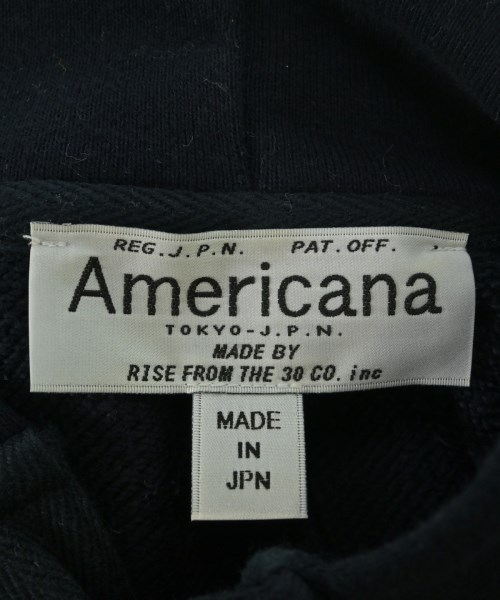 REG.J.P.N. PAT.OFF.
Americana
TOKYO-J.P.N.
MADE BY
RISE FROM THE 30 CO. inc
MADE
IN
JPN